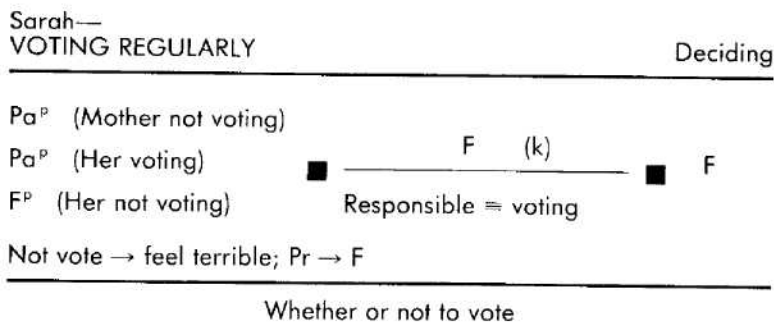 Sarah—
VOTING REGULARLY Deciding
Paᵖ (Mother not voting)
Paᵖ (Her voting) ■ F (k) ■ F
Fᵖ (Her not voting) Responsible ≡ voting
Not vote → feel terrible; Pr → F
Whether or not to vote